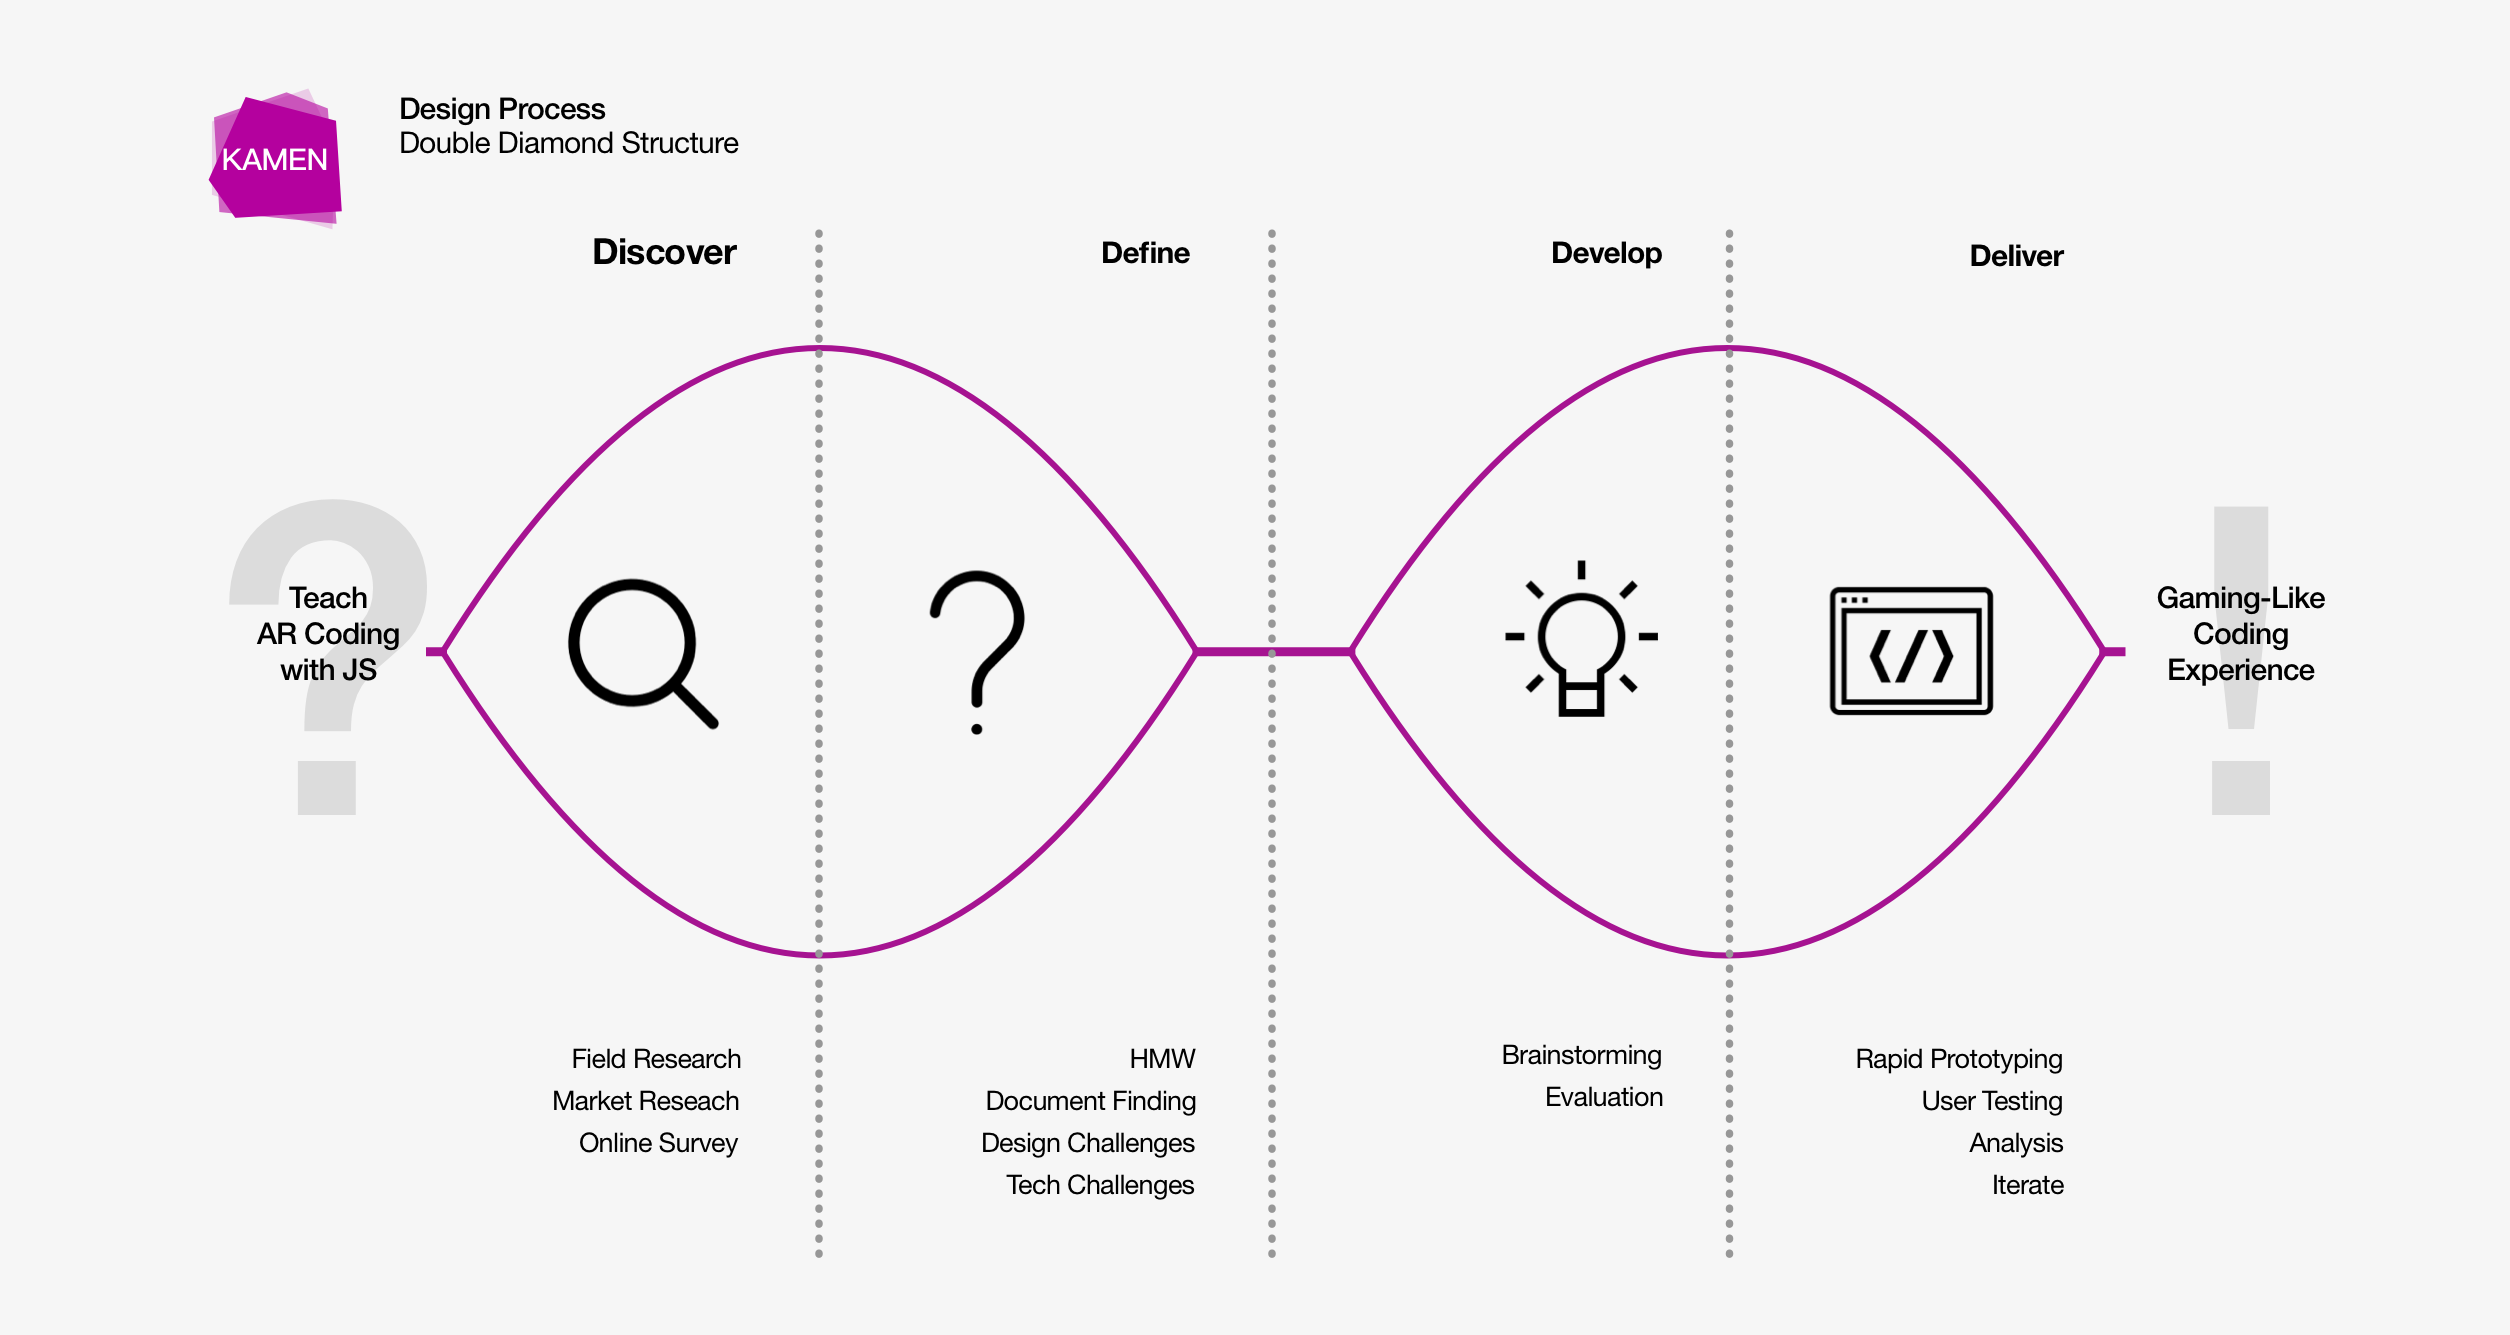 KAMEN
Design Process
Double Diamond Structure
Discover
Define
Develop
Deliver
?
Teach
AR Coding
with JS
?
</>
!
Gaming-Like
Coding
Experience
Field Research
Market Reseach
Online Survey
HMW
Document Finding
Design Challenges
Tech Challenges
Brainstorming
Evaluation
Rapid Prototyping
User Testing
Analysis
Iterate